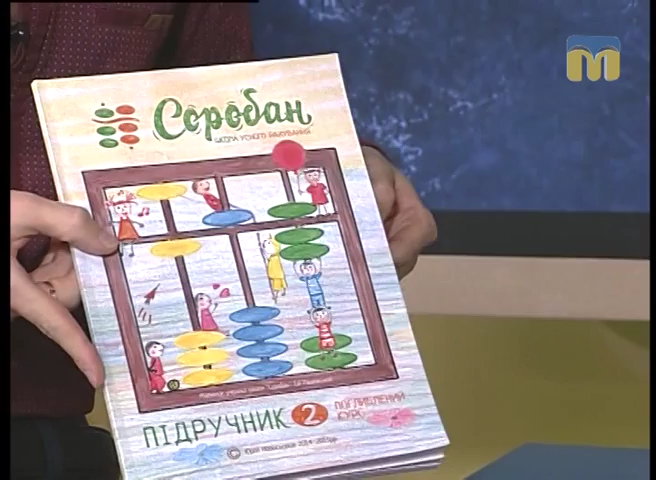 Соробан
ШКОЛА УСНОГО РАХУВАННЯ
ПІДРУЧНИК 2 ПОГЛИБЛЕНИЙ
КУРС